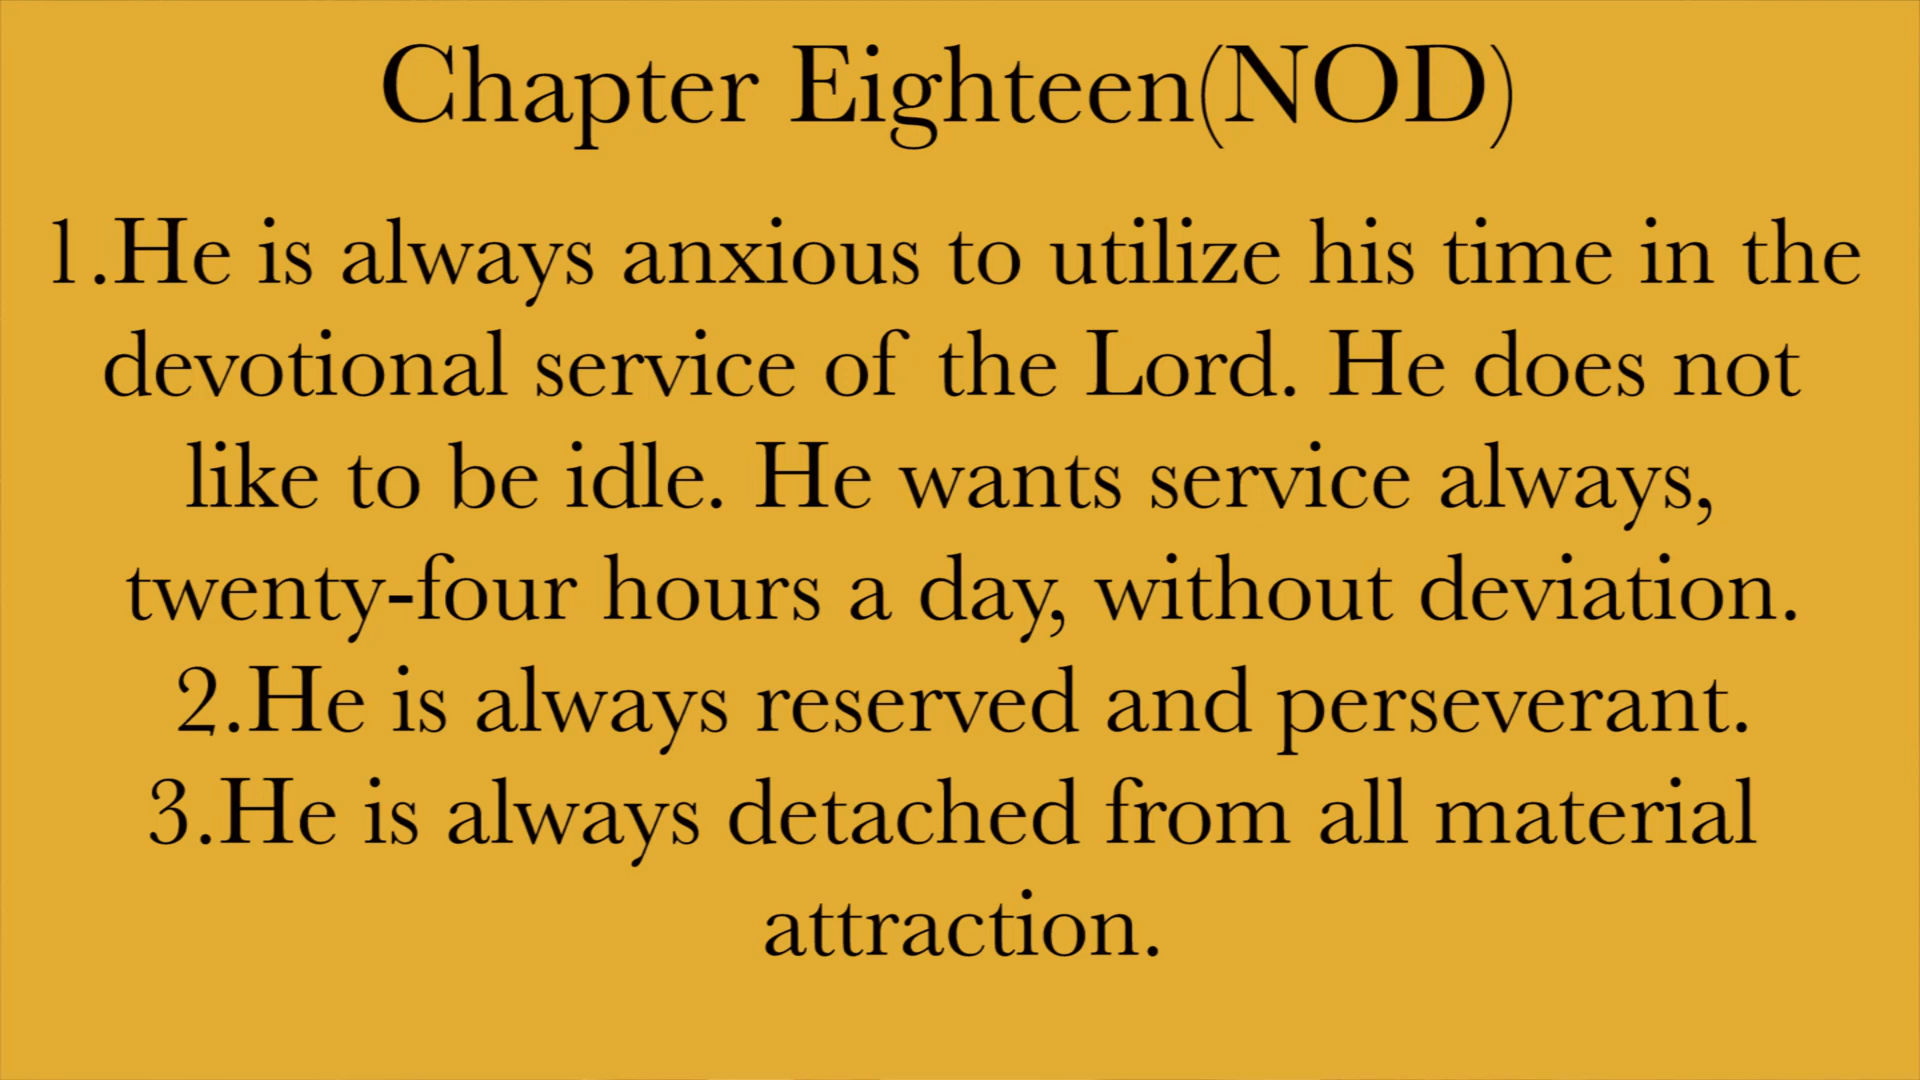 Chapter Eighteen(NOD)
1.He is always anxious to utilize his time in the
devotional service of the Lord. He does not
like to be idle. He wants service always,
twenty-four hours a day, without deviation.
2.He is always reserved and perseverant.
3.He is always detached from all material
attraction.